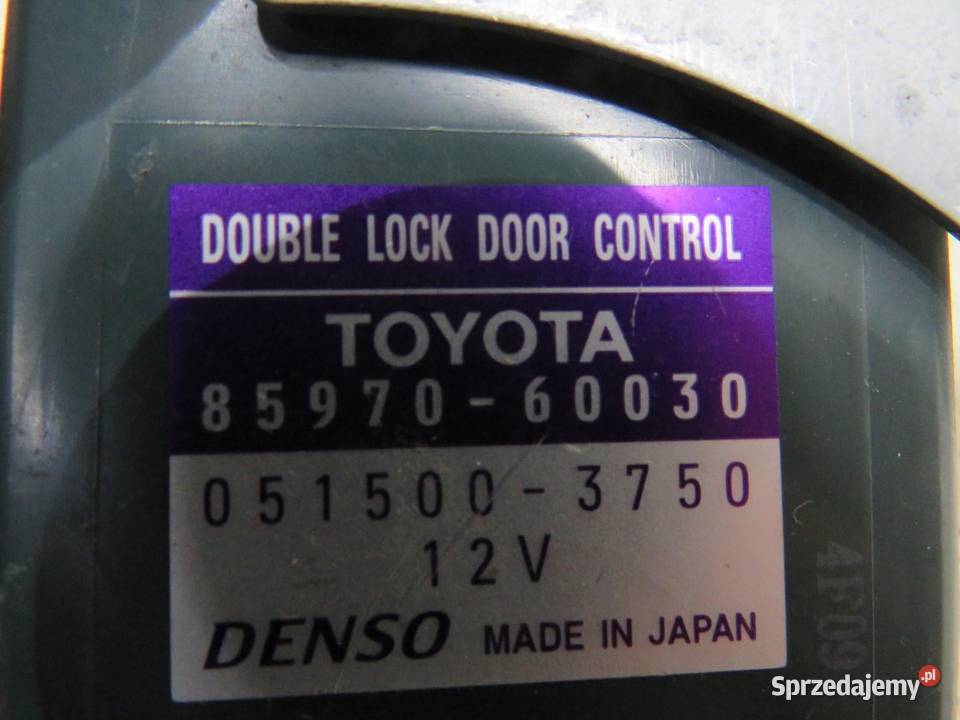 DOUBLE LOCK DOOR CONTROL
TOYOTA
85970-60030
051500-3750
12V
DENSO MADE IN JAPAN
4F09
Sprzedajemy.pl